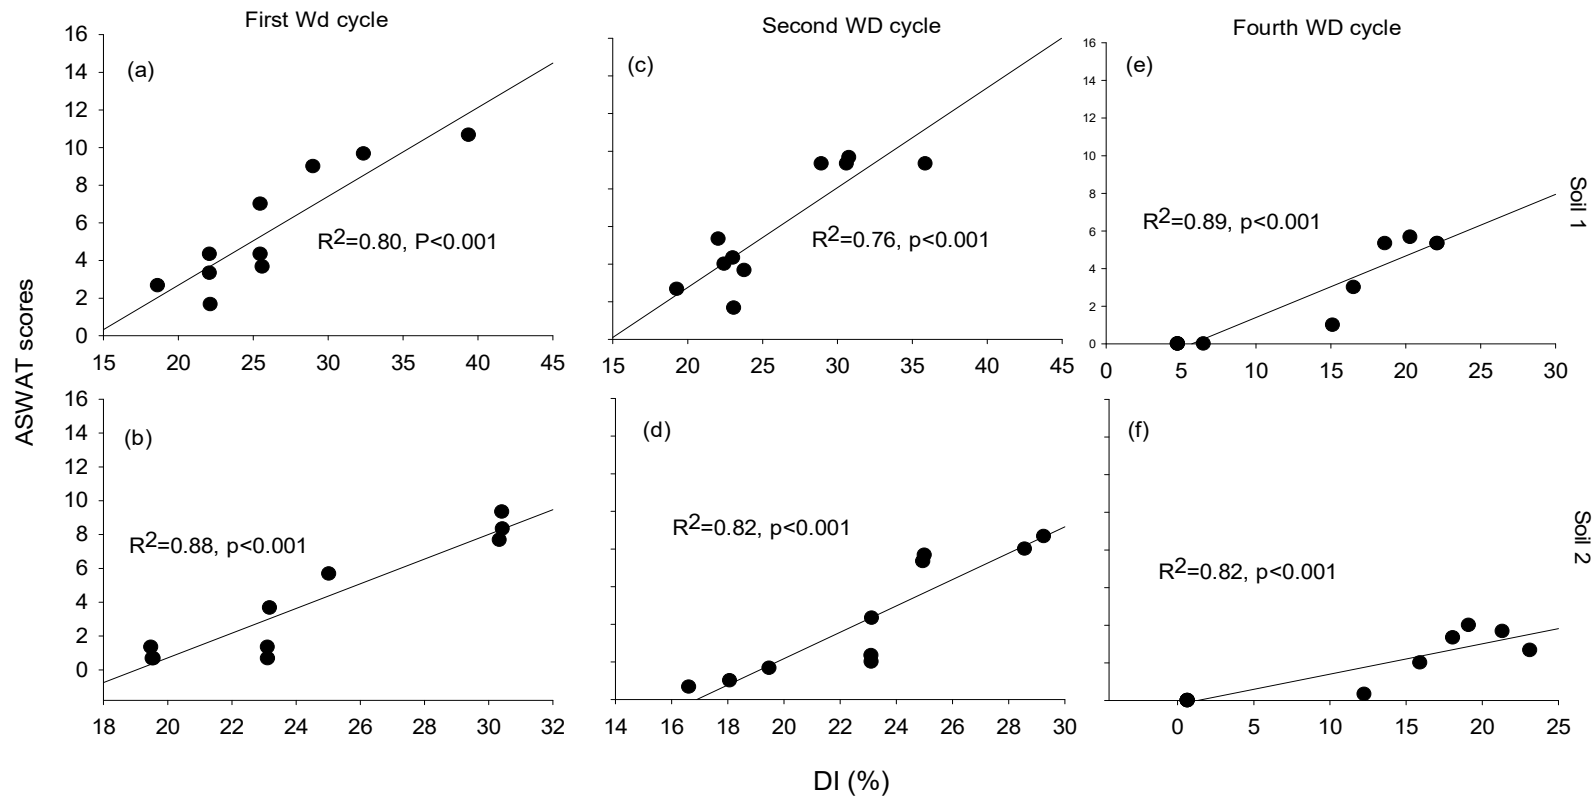 First Wd cycle
Second WD cycle
Fourth WD cycle
16
14
12
10
8
6
4
2
0
(a)
R2=0.80, P<0.001
15 20 25 30 35 40 45
(c)
R2=0.76, p<0.001
15 20 25 30 35 40 45
16
14
12
10
8
6
4
2
0
(e)
R2=0.89, p<0.001
0 5 10 15 20 25 30
Soil 1
ASWAT scores
16
14
12
10
8
6
4
2
0
(b)
R2=0.88, p<0.001
18 20 22 24 26 28 30 32
(d)
R2=0.82, p<0.001
14 16 18 20 22 24 26 28 30
(f)
R2=0.82, p<0.001
0 5 10 15 20 25
Soil 2
DI (%)